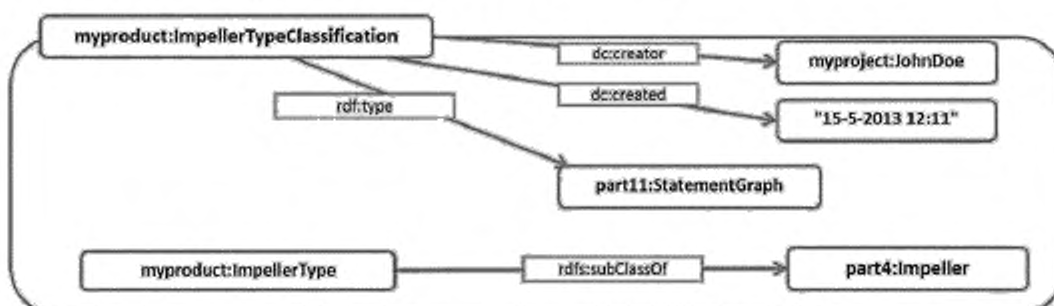 myproduct:ImpellerTypeClassification
dc:creator
myproject:JohnDoe
dc:created
rdf:type
"15-5-2013 12:11"
part11:StatementGraph
myproduct:ImpellerType
rdfs:subClassOf
part4:Impeller